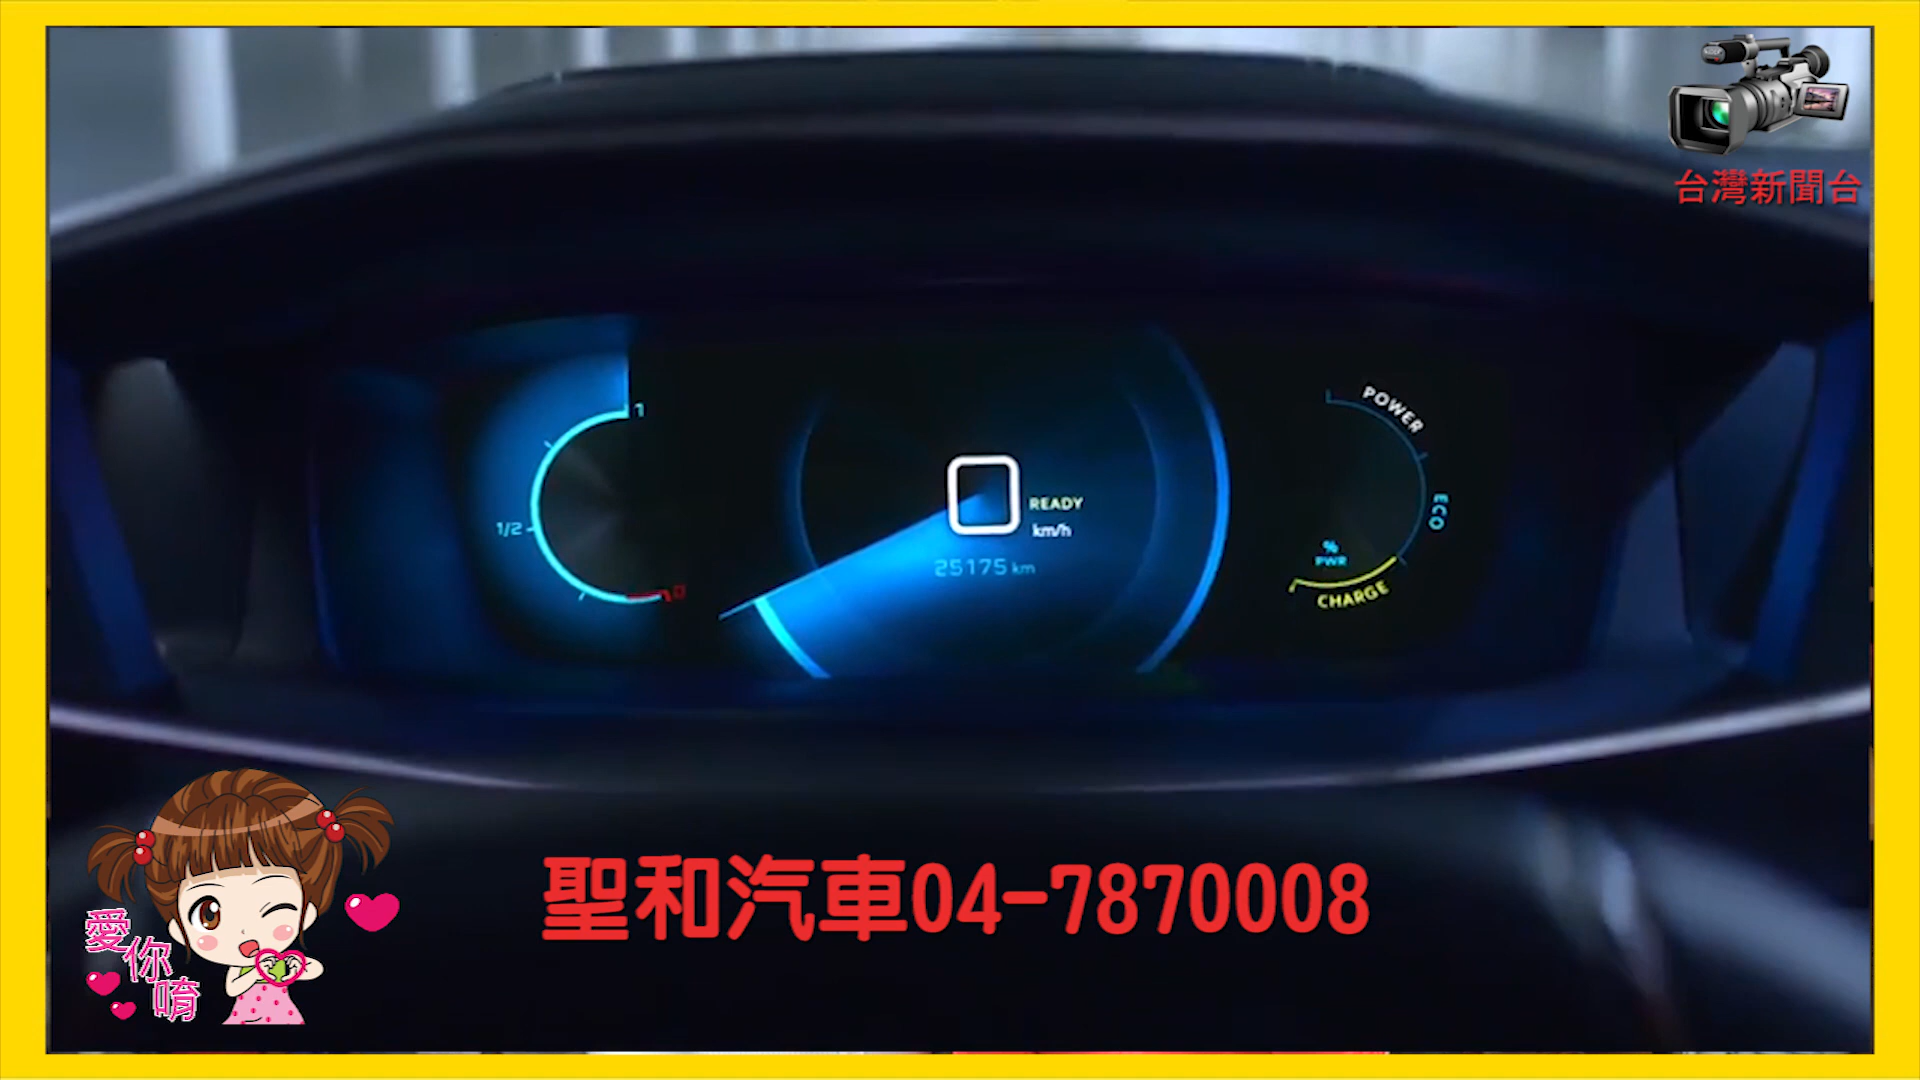 台灣新聞台
1
1/2
0
READY
km/h
25175 km
POWER
ECO
%
PWR
CHARGE
聖和汽車04-7870008
愛你唷